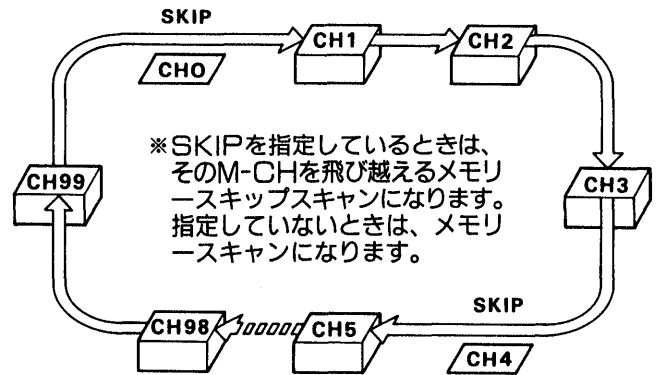 SKIP
CH0
CH1
CH2
CH99
CH3
※SKIPを指定しているときは、
そのM-CHを飛び越えるメモリ
ースキップスキャンになります。
指定していないときは、メモリ
ースキャンになります。
SKIP
CH98
CH5
CH4